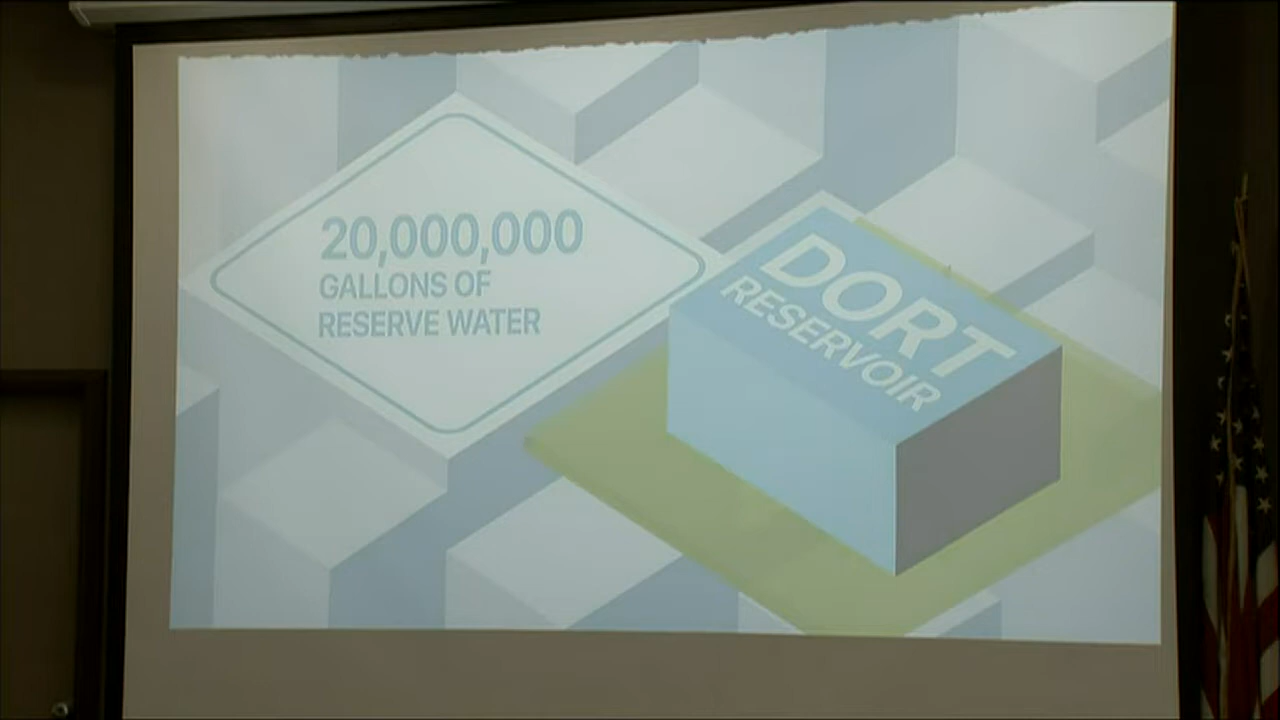 20,000,000
GALLONS OF
RESERVE WATER
DORT
RESERVOIR